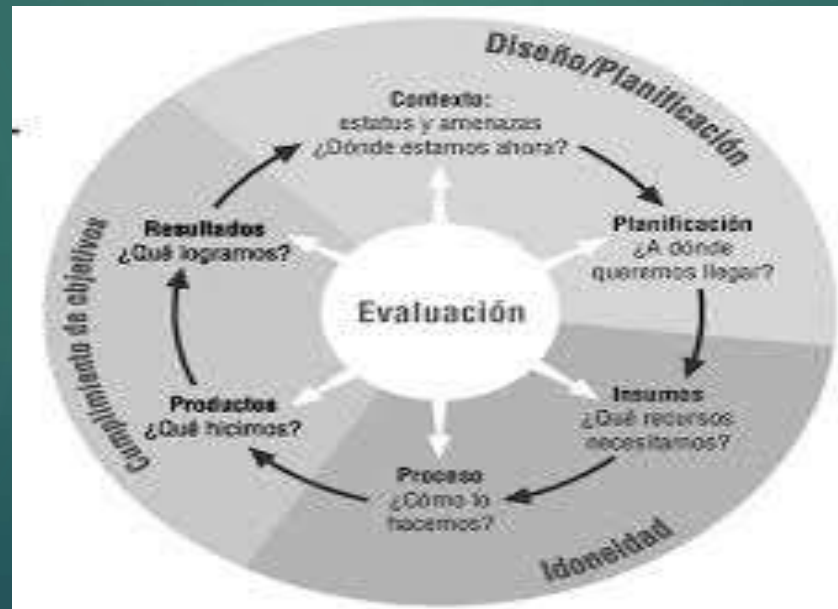 Diseño/Planificación
Contexto:
estatus y amenazas
¿Dónde estamos ahora?
Planificación
¿A dónde
queremos llegar?
Insumos
¿Qué recursos
necesitamos?
Idoneidad
Proceso
¿Cómo lo
hacemos?
Productos
¿Qué hicimos?
Cumplimiento de objetivos
Resultados
¿Qué logramos?
Evaluación